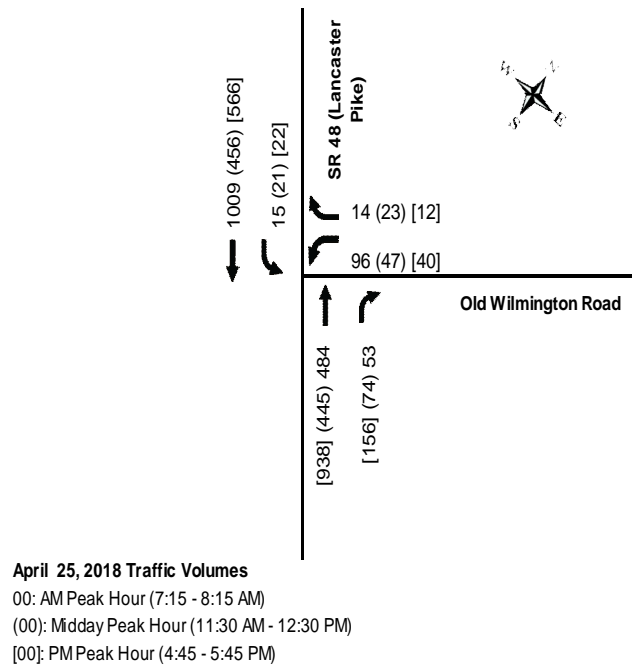 1009 (456) [566]
15 (21) [22]
SR 48 (Lancaster
Pike)
N
S
E
14 (23) [12]
96 (47) [40]
Old Wilmington Road
[938] (445) 484
[156] (74) 53
April 25, 2018 Traffic Volumes
00: AM Peak Hour (7:15 - 8:15 AM)
(00): Midday Peak Hour (11:30 AM - 12:30 PM)
[00]: PM Peak Hour (4:45 - 5:45 PM)